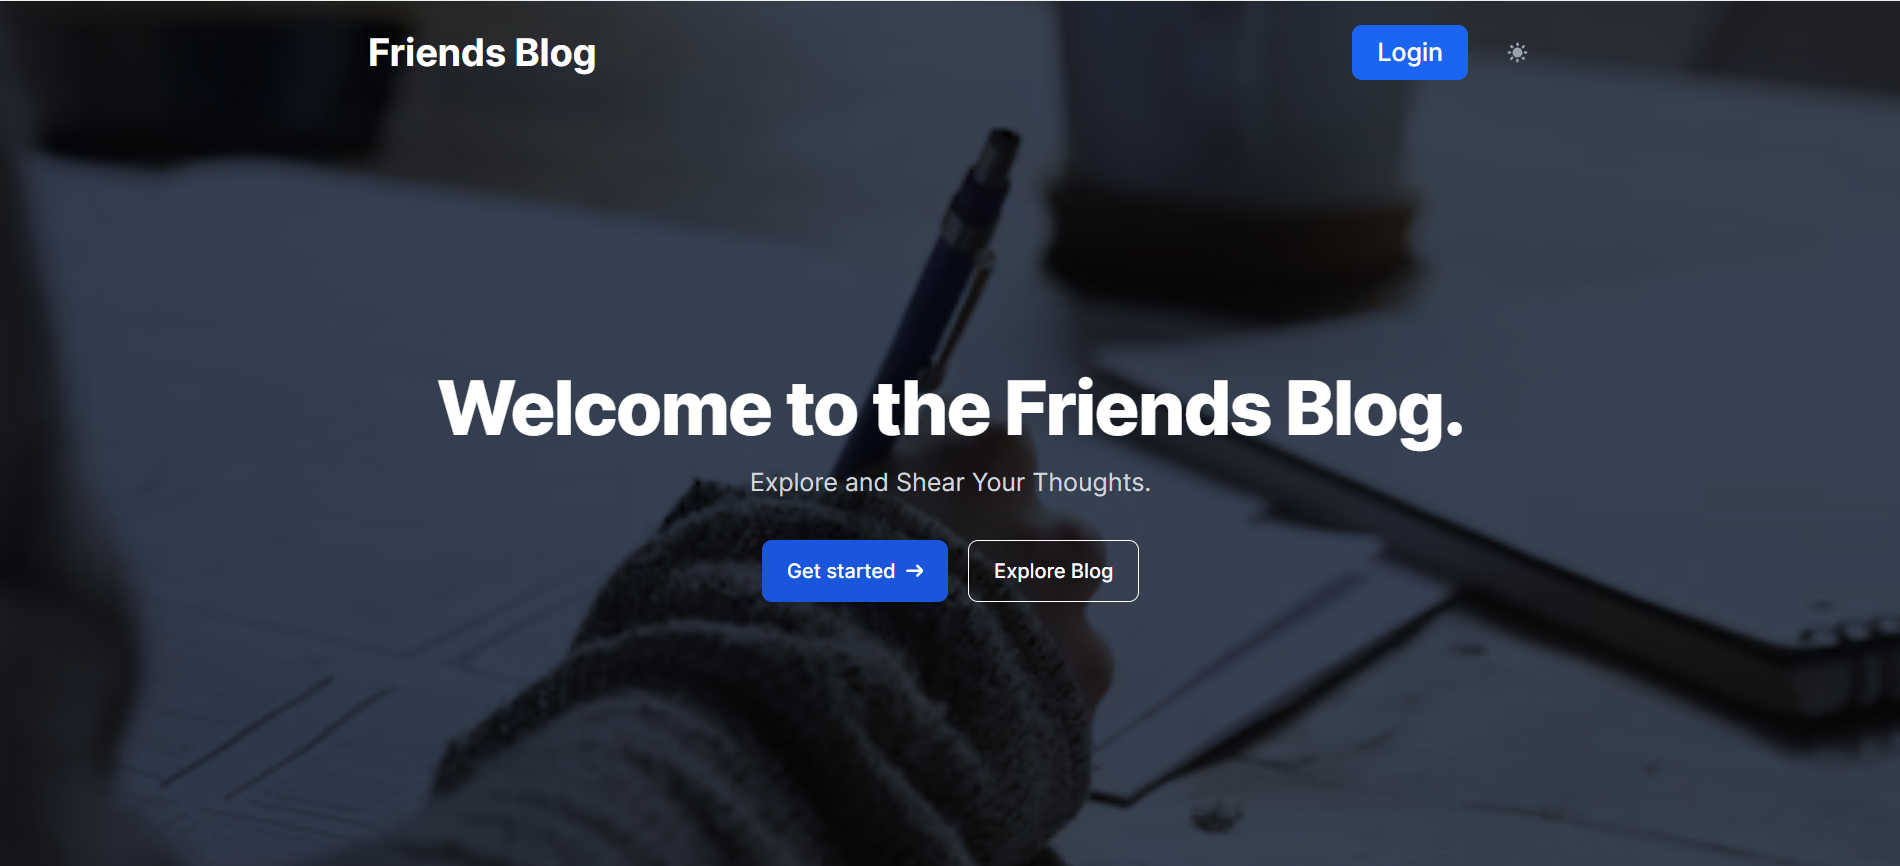 Friends Blog
Login
Welcome to the Friends Blog.
Explore and Shear Your Thoughts.
Get started →
Explore Blog